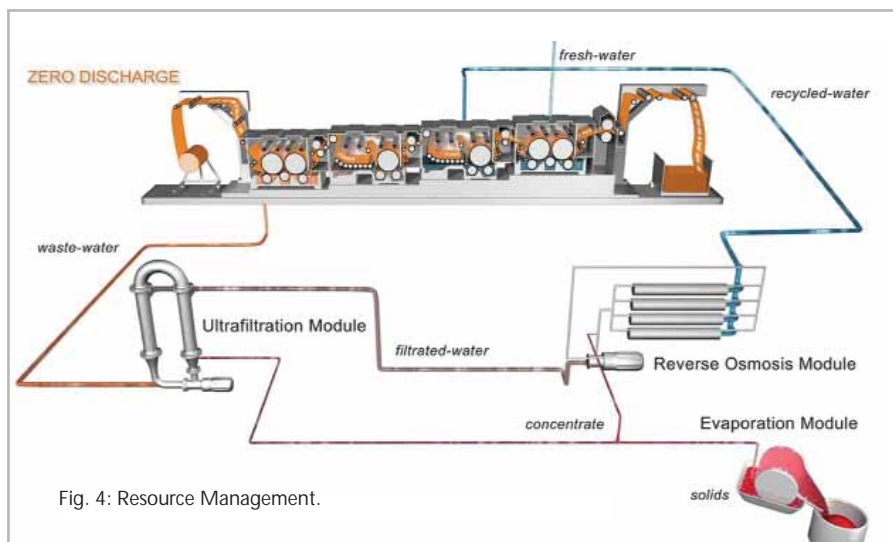 fresh-water
ZERO DISCHARGE
recycled-water
waste-water
Ultrafiltration Module
filtrated-water
Reverse Osmosis Module
concentrate
Evaporation Module
solids
Fig. 4: Resource Management.